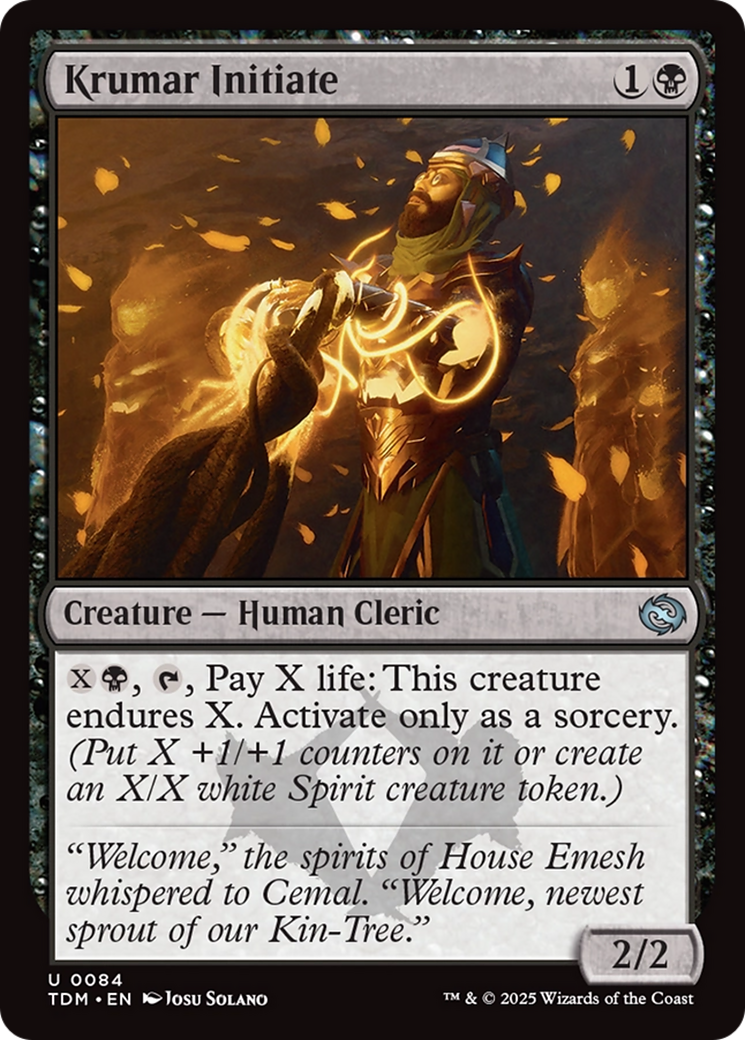 Krumar Initiate 1
Creature — Human Cleric
X, , Pay X life: This creature
endures X. Activate only as a sorcery.
(Put X +1/+1 counters on it or create
an X/X white Spirit creature token.)
“Welcome,” the spirits of House Emesh
whispered to Cemal. “Welcome, newest
sprout of our Kin-Tree.”
2/2
U 0084
TDM • EN Josu Solano
™ & © 2025 Wizards of the Coast